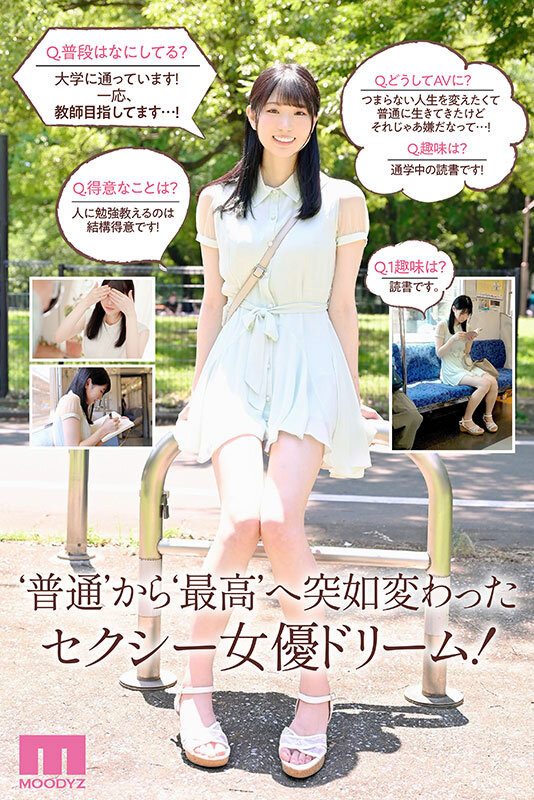 Q.普段はなにしてる?
大学に通っています!
一応、
教師目指してます…!
Q.どうしてAVに?
つまらない人生を変えたくて
普通に生きてきたけど
それじゃあ嫌だなって…!
Q.趣味は?
通学中の読書です!
Q.得意なことは?
人に勉強教えるのは
結構得意です!
Q.1趣味は?
読書です。
‘普通’から‘最高’へ突如変わった
セクシー女優ドリーム!
M
MOODYZ